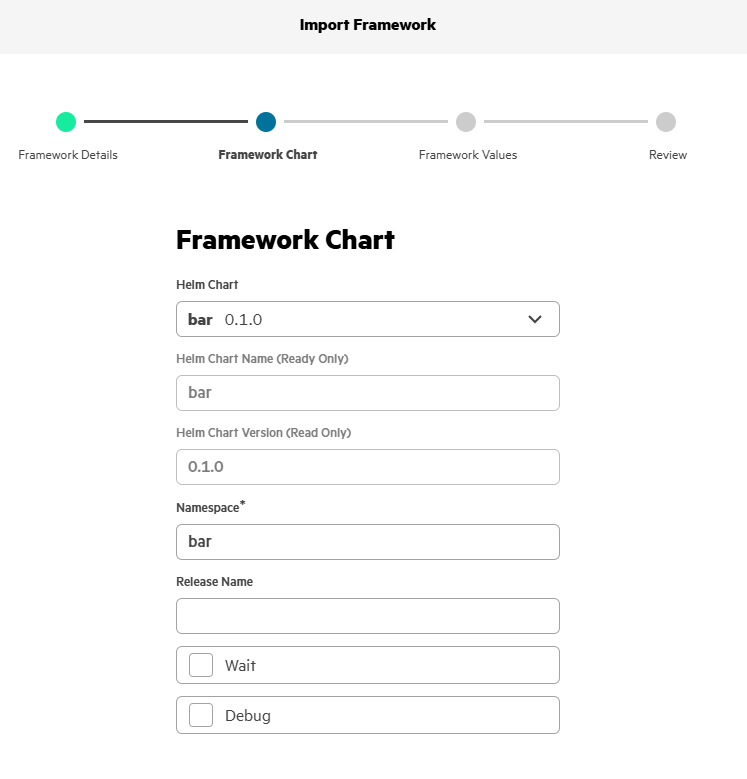 Import Framework
Framework Details
Framework Chart
Framework Values
Review
Framework Chart
Helm Chart
bar 0.1.0
Helm Chart Name (Ready Only)
bar
Helm Chart Version (Read Only)
0.1.0
Namespace*
bar
Release Name
Wait
Debug